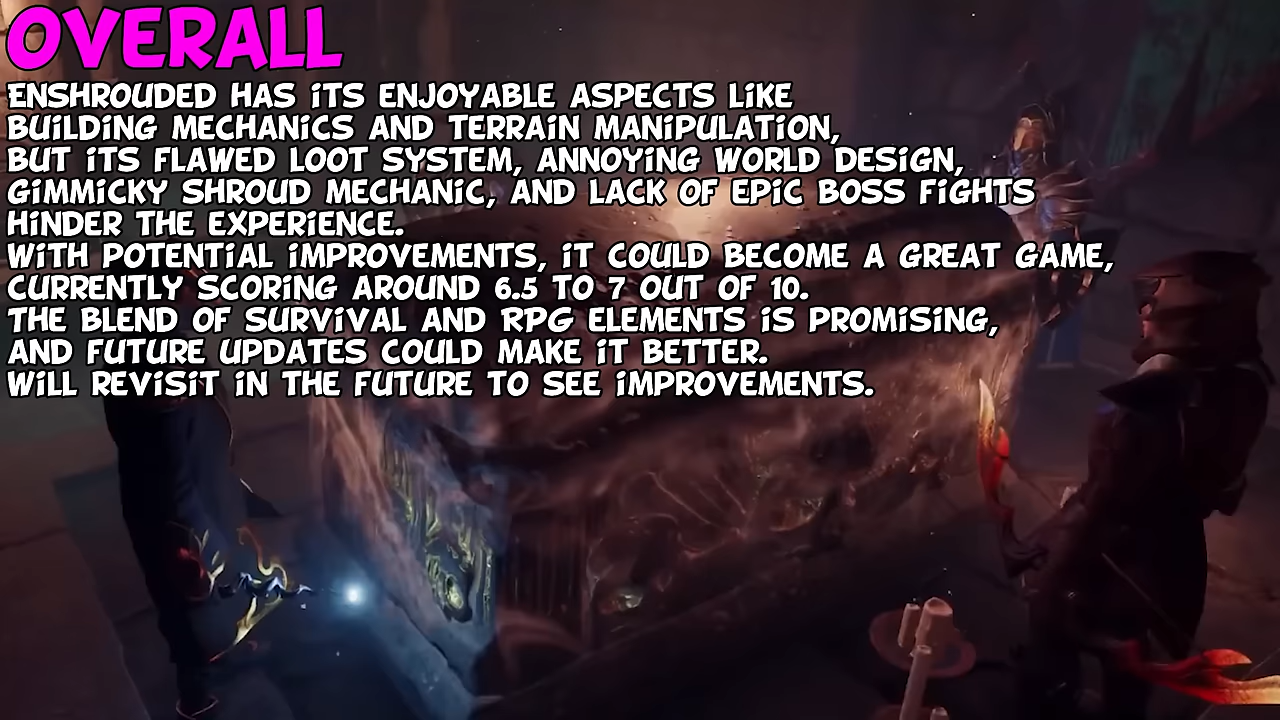 OVERALL
ENSHROUDED HAS ITS ENJOYABLE ASPECTS LIKE
BUILDING MECHANICS AND TERRAIN MANIPULATION,
BUT ITS FLAWED LOOT SYSTEM, ANNOYING WORLD DESIGN,
GIMMICKY SHROUD MECHANIC, AND LACK OF EPIC BOSS FIGHTS
HINDER THE EXPERIENCE.
WITH POTENTIAL IMPROVEMENTS, IT COULD BECOME A GREAT GAME,
CURRENTLY SCORING AROUND 6.5 TO 7 OUT OF 10.
THE BLEND OF SURVIVAL AND RPG ELEMENTS IS PROMISING,
AND FUTURE UPDATES COULD MAKE IT BETTER.
WILL REVISIT IN THE FUTURE TO SEE IMPROVEMENTS.